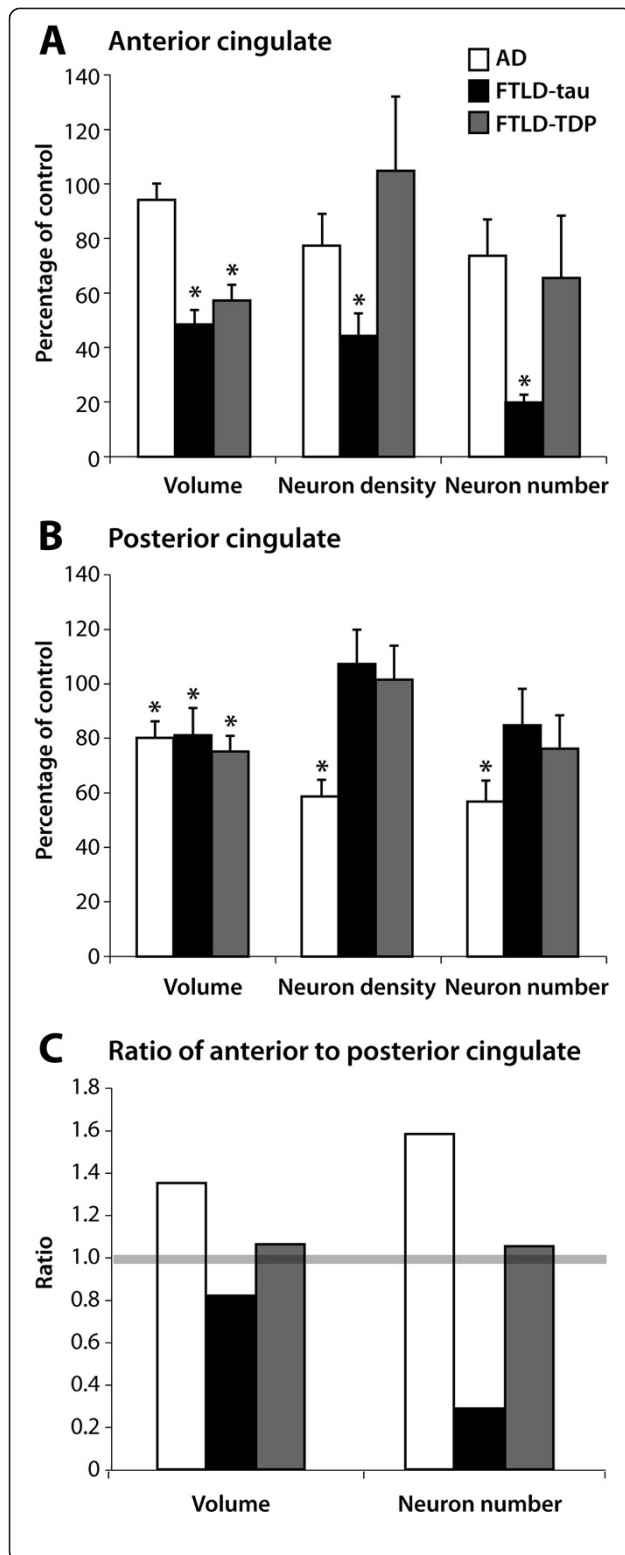 A Anterior cingulate
AD
FTLD-tau
FTLD-TDP
Percentage of control
140
120
100
80
60
40
20
0
* * * *
Volume Neuron density Neuron number
B Posterior cingulate
Percentage of control
140
120
100
80
60
40
20
0
* * * * *
Volume Neuron density Neuron number
C Ratio of anterior to posterior cingulate
Ratio
1.8
1.6
1.4
1.2
1.0
0.8
0.6
0.4
0.2
0
Volume Neuron number